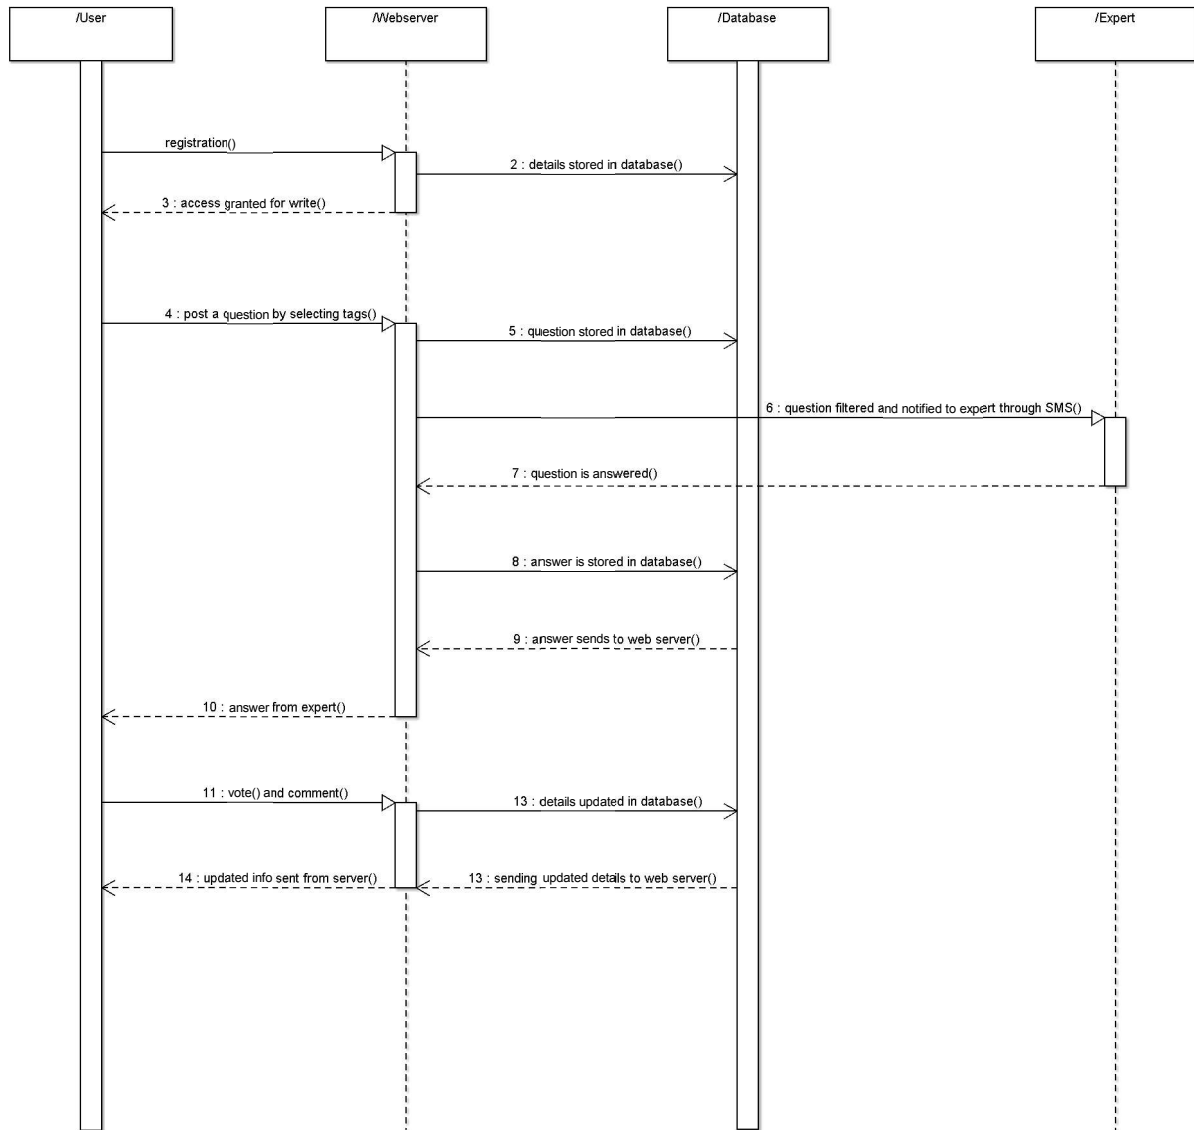 /User
/Webserver
/Database
/Expert
registration()
2 : details stored in database()
3 : access granted for write()
4 : post a question by selecting tags()
5 : question stored in database()
6 : question filtered and notified to expert through SMS()
7 : question is answered()
8 : answer is stored in database()
9 : answer sends to web server()
10 : answer from expert()
11 : vote() and comment()
13 : details updated in database()
14 : updated info sent from server()
13 : sending updated details to web server()